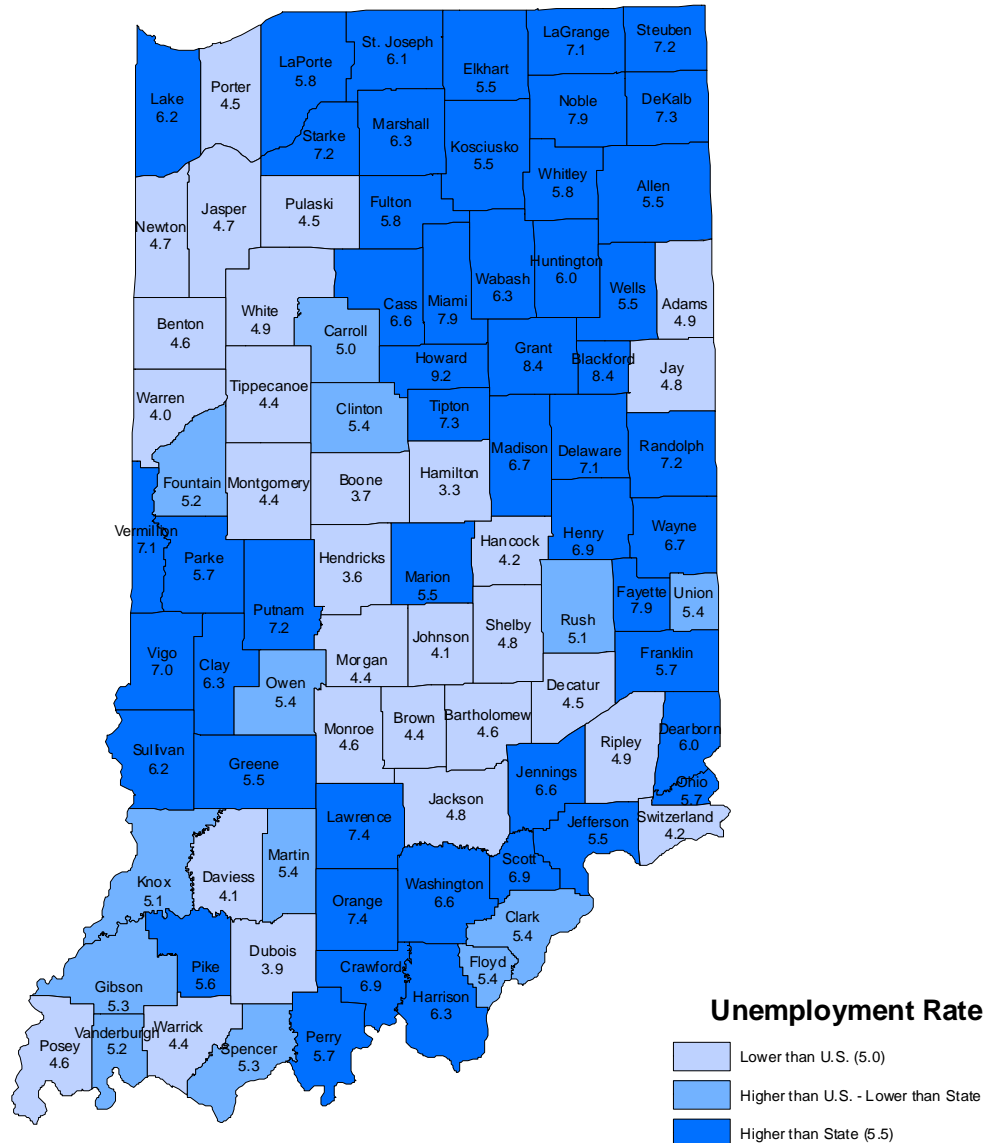 LaGrange
7.1
Steuben
7.2
St. Joseph
6.1
LaPorte
5.8
Elkhart
5.5
Porter
4.5
Lake
6.2
Noble
7.9
DeKalb
7.3
Marshall
6.3
Starke
7.2
Kosciusko
5.5
Whitley
5.8
Allen
5.5
Fulton
5.8
Pulaski
4.5
Jasper
4.7
Newton
4.7
Huntington
6.0
Wabash
6.3
Wells
5.5
Adams
4.9
Miami
7.9
Cass
6.6
White
4.9
Carroll
5.0
Benton
4.6
Grant
8.4
Blackford
8.4
Howard
9.2
Jay
4.8
Tippecanoe
4.4
Warren
4.0
Clinton
5.4
Tipton
7.3
Madison
6.7
Delaware
7.1
Randolph
7.2
Hamilton
3.3
Boone
3.7
Montgomery
4.4
Fountain
5.2
Vermillion
7.1
Parke
5.7
Hendricks
3.6
Marion
5.5
Hancock
4.2
Henry
6.9
Wayne
6.7
Fayette
7.9
Union
5.4
Putnam
7.2
Rush
5.1
Shelby
4.8
Johnson
4.1
Morgan
4.4
Vigo
7.0
Clay
6.3
Owen
5.4
Franklin
5.7
Decatur
4.5
Bartholomew
4.6
Brown
4.4
Monroe
4.6
Dearborn
6.0
Ripley
4.9
Sullivan
6.2
Greene
5.5
Jennings
6.6
Ohio
5.7
Jackson
4.8
Switzerland
4.2
Lawrence
7.4
Jefferson
5.5
Martin
5.4
Daviess
4.1
Knox
5.1
Scott
6.9
Washington
6.6
Orange
7.4
Clark
5.4
Dubois
3.9
Pike
5.6
Floyd
5.4
Crawford
6.9
Harrison
6.3
Gibson
5.3
Posey
4.6
Vanderburgh
5.2
Warrick
4.4
Spencer
5.3
Perry
5.7
Unemployment Rate
Lower than U.S. (5.0)
Higher than U.S. - Lower than State
Higher than State (5.5)